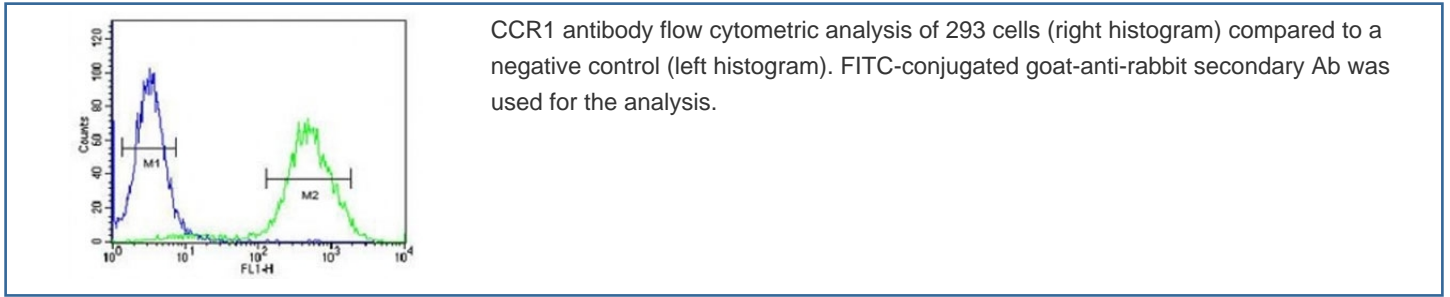 CCR1 antibody flow cytometric analysis of 293 cells (right histogram) compared to a
negative control (left histogram). FITC-conjugated goat-anti-rabbit secondary Ab was
used for the analysis.
120
100
80
60
40
20
0
Counts
M1
M2
10^0 10^1 10^2 10^3 10^4
FL1-H